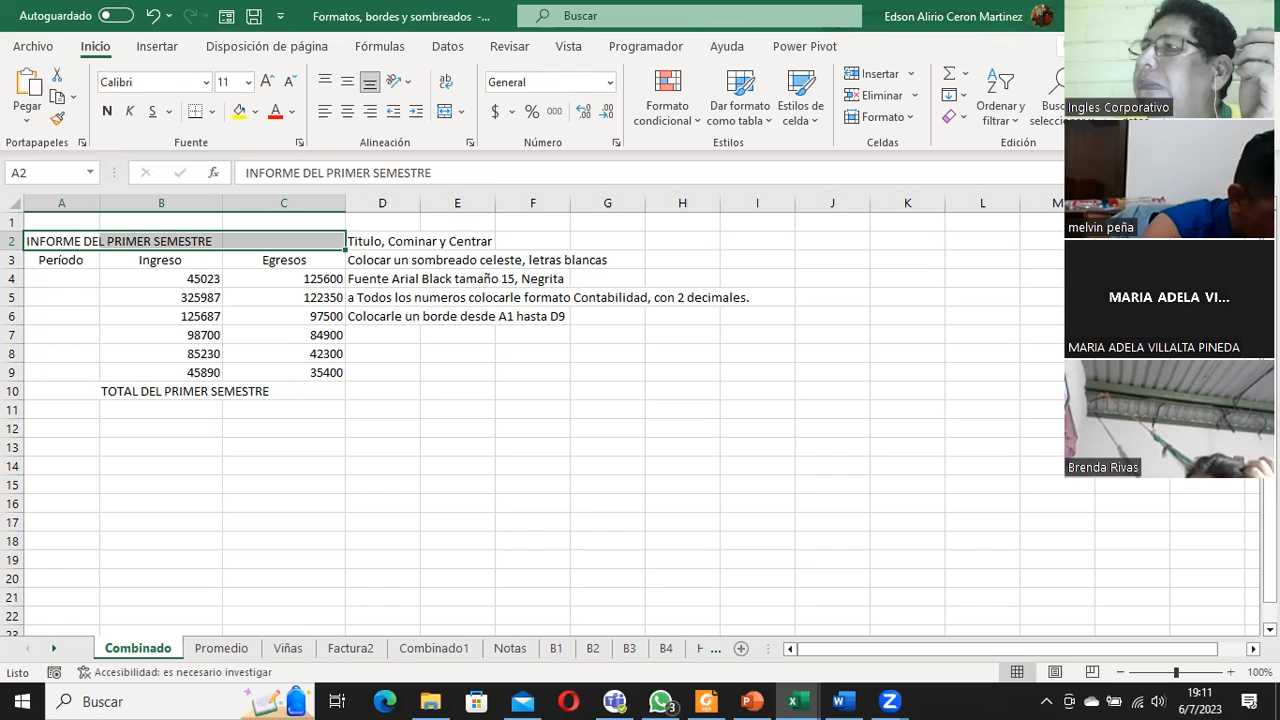 Autoguardado
Formatos, bordes y sombreados -...
Buscar
Edson Alirio Ceron Martinez
Archivo Inicio Insertar Disposición de página Fórmulas Datos Revisar Vista Programador Ayuda Power Pivot
Pegar
Calibri 11
General
Formato condicional
Dar formato como tabla
Estilos de celda
Insertar
Eliminar
Formato
Ordenar y filtrar
N K S
$ % 000
Portapapeles Fuente Alineación Número Estilos Celdas Edición
A2 fx INFORME DEL PRIMER SEMESTRE
A B C D E F G H I J K L M
1
2 INFORME DEL PRIMER SEMESTRE Titulo, Cominar y Centrar
3 Período Ingreso Egresos Colocar un sombreado celeste, letras blancas
4 45023 125600 Fuente Arial Black tamaño 15, Negrita
5 325987 122350 a Todos los numeros colocarle formato Contabilidad, con 2 decimales.
6 125687 97500 Colocarle un borde desde A1 hasta D9
7 98700 84900
8 85230 42300
9 45890 35400
10 TOTAL DEL PRIMER SEMESTRE
11
12
13
14
15
16
17
18
19
20
21
22
23
Combinado Promedio Viñas Factura2 Combinado1 Notas B1 B2 B3 B4 ...
Listo Accesibilidad: es necesario investigar 100%
Buscar
3
19:11
6/7/2023
Ingles Corporativo
melvin peña
MARIA ADELA VI...
MARIA ADELA VILLALTA PINEDA
Brenda Rivas